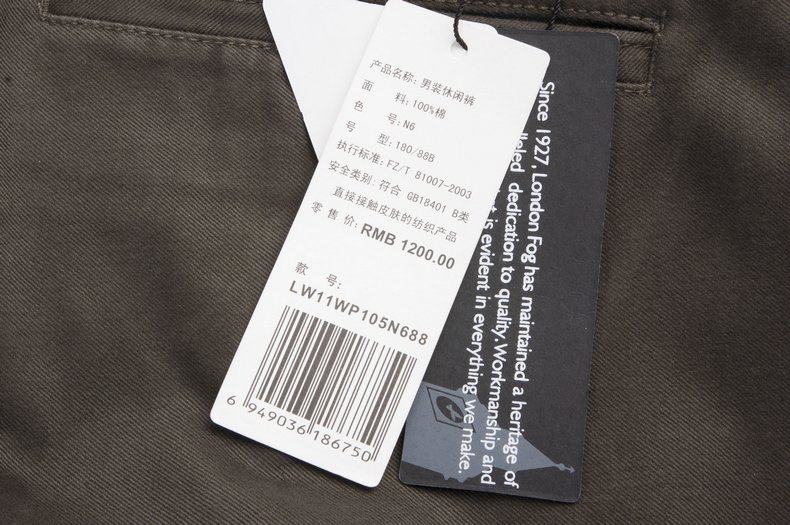 产品名称: 男装休闲裤
面 料: 100%棉
色 号: N6
号 型: 180/88B
执行标准: FZ/T 81007-2003
安全类别: 符合 GB18401 B类
直接接触皮肤的纺织产品
零 售 价: RMB 1200.00
款 号:
LW11WP105N688
6 949036 186750
Since 1927, London Fog has maintained a heritage of
dedication to quality. Workmanship and
is evident in everything we make.